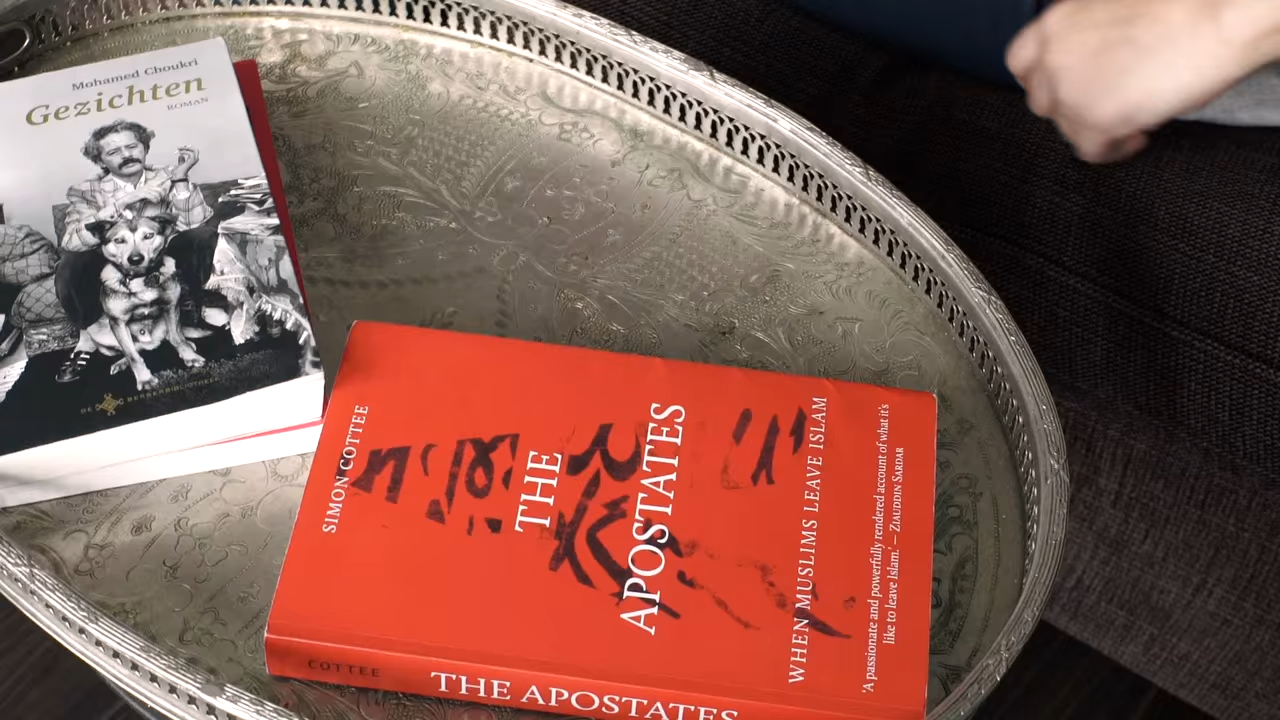 Mohamed Choukri
Gezichten
ROMAN
DE BERBERBIBLIOTHEEK
SIMON COTTEE
THE
APOSTATES
WHEN MUSLIMS LEAVE ISLAM
'A passionate and powerfully rendered account of what it's
like to leave Islam.' — ZIAUDDIN SARDAR
COTTEE
THE APOSTATES